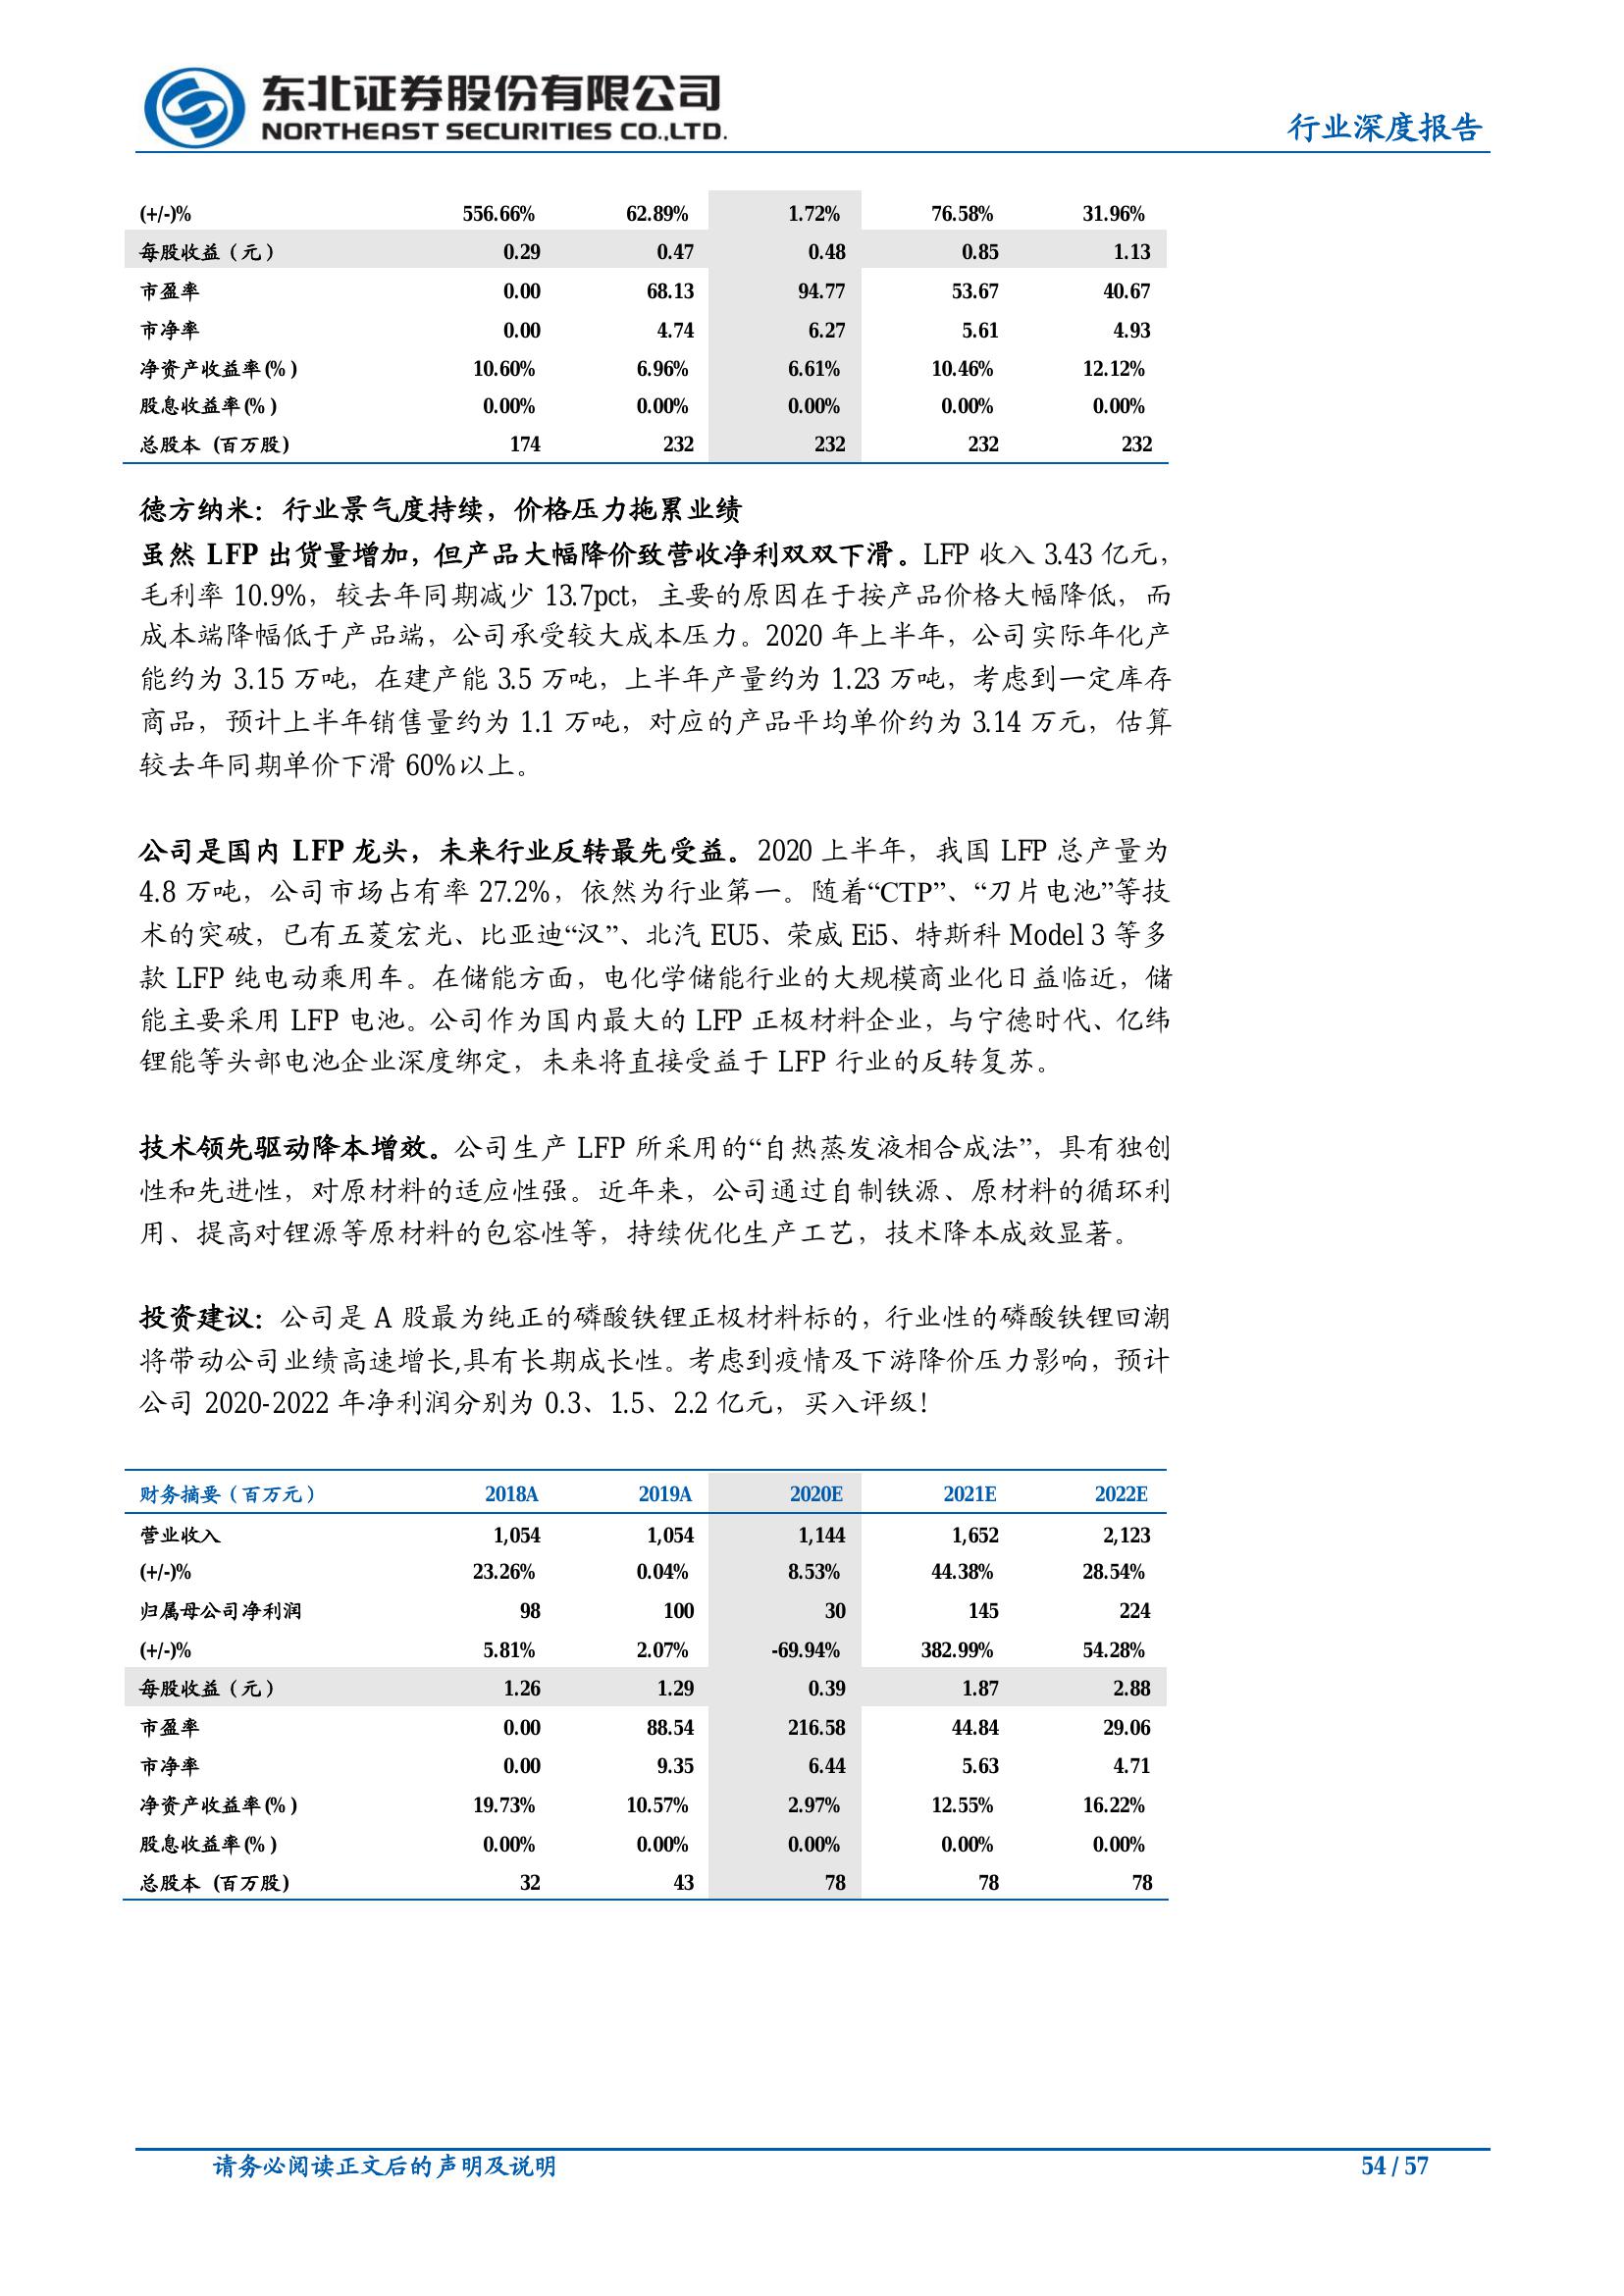 东北证券股份有限公司
NORTHEAST SECURITIES CO.,LTD.
行业深度报告
(+/-)% 556.66% 62.89% 1.72% 76.58% 31.96%
每股收益（元） 0.29 0.47 0.48 0.85 1.13
市盈率 0.00 68.13 94.77 53.67 40.67
市净率 0.00 4.74 6.27 5.61 4.93
净资产收益率(%) 10.60% 6.96% 6.61% 10.46% 12.12%
股息收益率(%) 0.00% 0.00% 0.00% 0.00% 0.00%
总股本 (百万股) 174 232 232 232 232
德方纳米：行业景气度持续，价格压力拖累业绩
虽然 LFP 出货量增加，但产品大幅降价致营收净利双双下滑。LFP 收入 3.43 亿元，
毛利率 10.9%，较去年同期减少 13.7pct，主要的原因在于按产品价格大幅降低，而
成本端降幅低于产品端，公司承受较大成本压力。2020 年上半年，公司实际年化产
能约为 3.15 万吨，在建产能 3.5 万吨，上半年产量约为 1.23 万吨，考虑到一定库存
商品，预计上半年销售量约为 1.1 万吨，对应的产品平均单价约为 3.14 万元，估算
较去年同期单价下滑 60%以上。
公司是国内 LFP 龙头，未来行业反转最先受益。2020 上半年，我国 LFP 总产量为
4.8 万吨，公司市场占有率 27.2%，依然为行业第一。随着“CTP”、“刀片电池”等技
术的突破，已有五菱宏光、比亚迪“汉”、北汽 EU5、荣威 Ei5、特斯科 Model 3 等多
款 LFP 纯电动乘用车。在储能方面，电化学储能行业的大规模商业化日益临近，储
能主要采用 LFP 电池。公司作为国内最大的 LFP 正极材料企业，与宁德时代、亿纬
锂能等头部电池企业深度绑定，未来将直接受益于 LFP 行业的反转复苏。
技术领先驱动降本增效。公司生产 LFP 所采用的“自热蒸发液相合成法”，具有独创
性和先进性，对原材料的适应性强。近年来，公司通过自制铁源、原材料的循环利
用、提高对锂源等原材料的包容性等，持续优化生产工艺，技术降本成效显著。
投资建议：公司是 A 股最为纯正的磷酸铁锂正极材料标的，行业性的磷酸铁锂回潮
将带动公司业绩高速增长,具有长期成长性。考虑到疫情及下游降价压力影响，预计
公司 2020-2022 年净利润分别为 0.3、1.5、2.2 亿元，买入评级！
财务摘要（百万元） 2018A 2019A 2020E 2021E 2022E
营业收入 1,054 1,054 1,144 1,652 2,123
(+/-)% 23.26% 0.04% 8.53% 44.38% 28.54%
归属母公司净利润 98 100 30 145 224
(+/-)% 5.81% 2.07% -69.94% 382.99% 54.28%
每股收益（元） 1.26 1.29 0.39 1.87 2.88
市盈率 0.00 88.54 216.58 44.84 29.06
市净率 0.00 9.35 6.44 5.63 4.71
净资产收益率(%) 19.73% 10.57% 2.97% 12.55% 16.22%
股息收益率(%) 0.00% 0.00% 0.00% 0.00% 0.00%
总股本 (百万股) 32 43 78 78 78
请务必阅读正文后的声明及说明
54 / 57